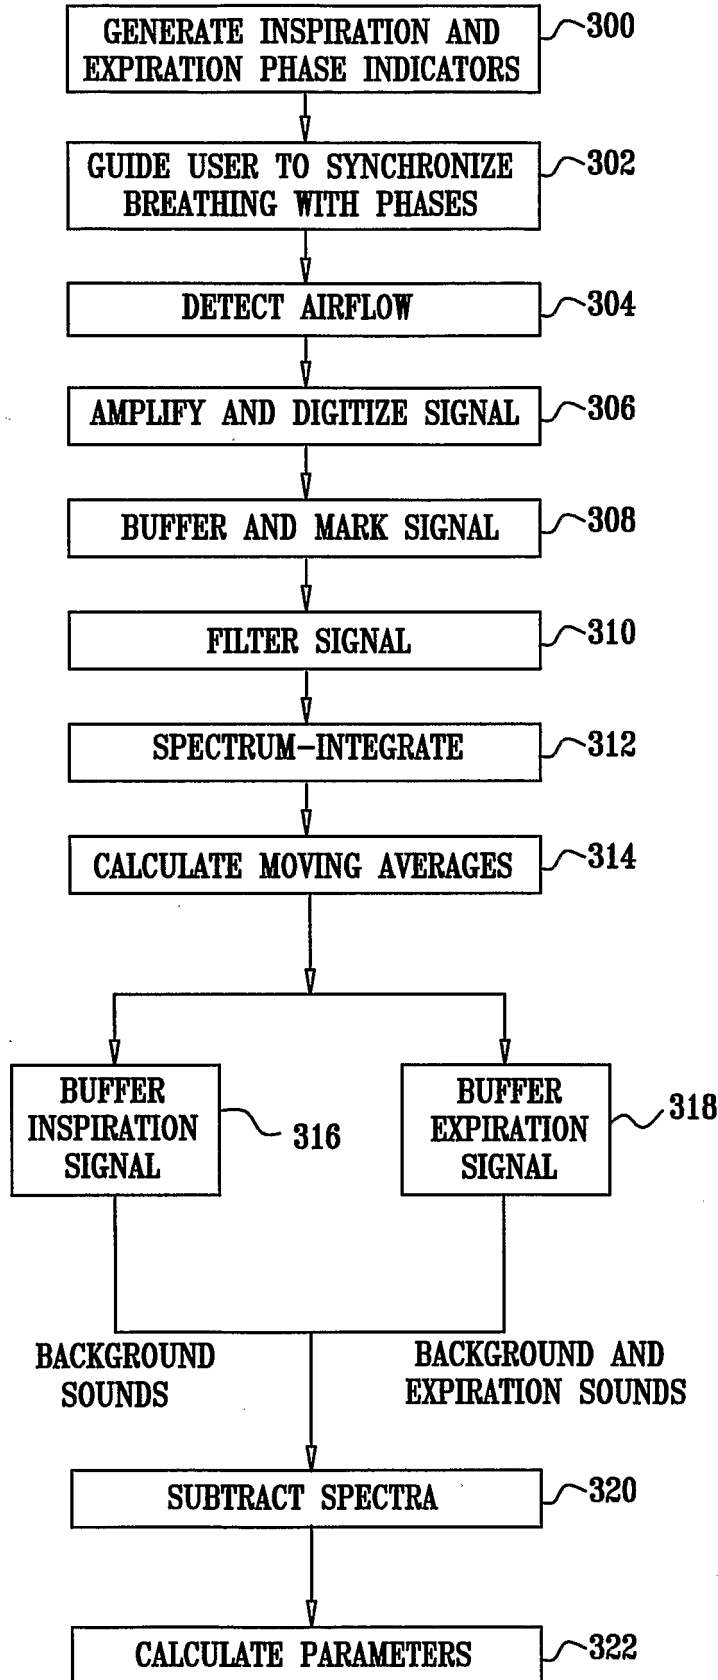 GENERATE INSPIRATION AND
EXPIRATION PHASE INDICATORS
300
GUIDE USER TO SYNCHRONIZE
BREATHING WITH PHASES
302
DETECT AIRFLOW
304
AMPLIFY AND DIGITIZE SIGNAL
306
BUFFER AND MARK SIGNAL
308
FILTER SIGNAL
310
SPECTRUM-INTEGRATE
312
CALCULATE MOVING AVERAGES
314
BUFFER
INSPIRATION
SIGNAL
316
BUFFER
EXPIRATION
SIGNAL
318
BACKGROUND
SOUNDS
BACKGROUND AND
EXPIRATION SOUNDS
SUBTRACT SPECTRA
320
CALCULATE PARAMETERS
322